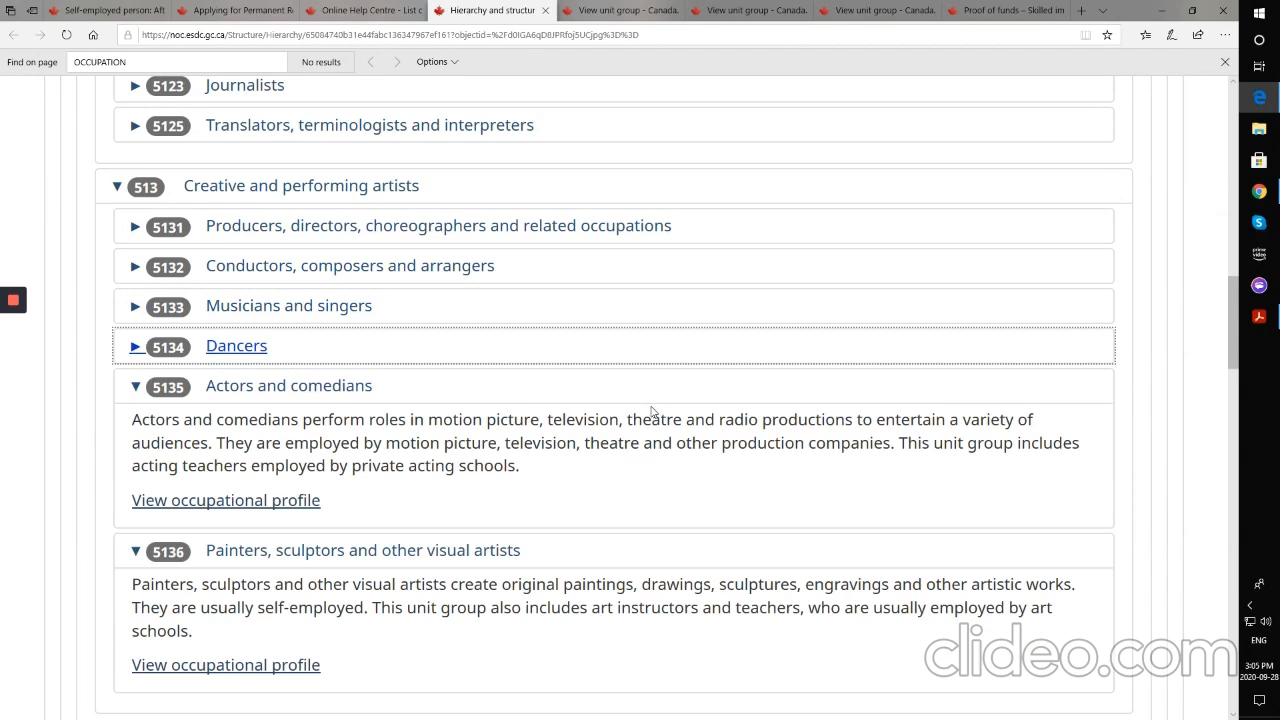 Self-employed person: Aft
Applying for Permanent Re
Online Help Centre - List c
Hierarchy and structur
View unit group - Canada.
View unit group - Canada.
View unit group - Canada.
Proof of funds – Skilled im
https://noc.esdc.gc.ca/Structure/Hierarchy/65084740b31e44fabc136347967ef161?objectid=%2Fd0IGA6qD8JPRfoj5UCjpg%3D%3D
Find on page
OCCUPATION
No results
Options
5123 Journalists
5125 Translators, terminologists and interpreters
513 Creative and performing artists
5131 Producers, directors, choreographers and related occupations
5132 Conductors, composers and arrangers
5133 Musicians and singers
5134 Dancers
5135 Actors and comedians
Actors and comedians perform roles in motion picture, television, theatre and radio productions to entertain a variety of
audiences. They are employed by motion picture, television, theatre and other production companies. This unit group includes
acting teachers employed by private acting schools.
View occupational profile
5136 Painters, sculptors and other visual artists
Painters, sculptors and other visual artists create original paintings, drawings, sculptures, engravings and other artistic works.
They are usually self-employed. This unit group also includes art instructors and teachers, who are usually employed by art
schools.
View occupational profile
clideo.com
prime video
ENG
3:05 PM
2020-09-28